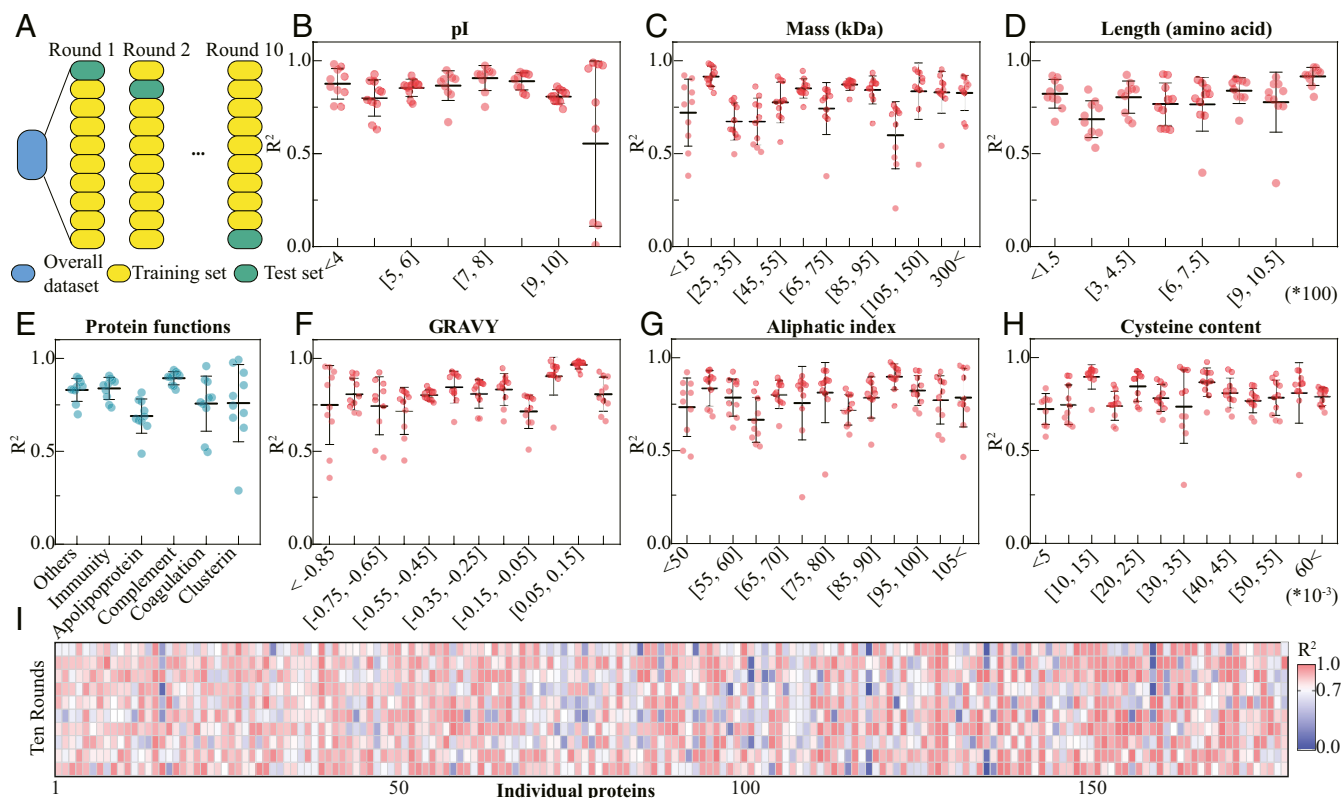 A
Round 1 Round 2 Round 10
...
Overall dataset
Training set
Test set
B
pI
R²
1.0
0.5
0.0
<4
[5, 6]
[7, 8]
[9, 10]
C
Mass (kDa)
R²
1.0
0.5
0.0
<15
[25, 35]
[45, 55]
[65, 75]
[85, 95]
[105, 150]
300<
D
Length (amino acid)
R²
1.0
0.5
0.0
<1.5
[3, 4.5]
[6, 7.5]
[9, 10.5]
(*100)
E
Protein functions
R²
1.0
0.5
0.0
Others
Immunity
Apolipoprotein
Complement
Coagulation
Clusterin
F
GRAVY
R²
1.0
0.5
0.0
< -0.85
[-0.75, -0.65]
[-0.55, -0.45]
[-0.35, -0.25]
[-0.15, -0.05]
[0.05, 0.15]
G
Aliphatic index
R²
1.0
0.5
0.0
<50
[55, 60]
[65, 70]
[75, 80]
[85, 90]
[95, 100]
105<
H
Cysteine content
R²
1.0
0.5
0.0
<5
[10, 15]
[20, 25]
[30, 35]
[40, 45]
[50, 55]
60<
(*10⁻³)
I
Ten Rounds
1 50 100 150
Individual proteins
R²
1.0
0.7
0.0